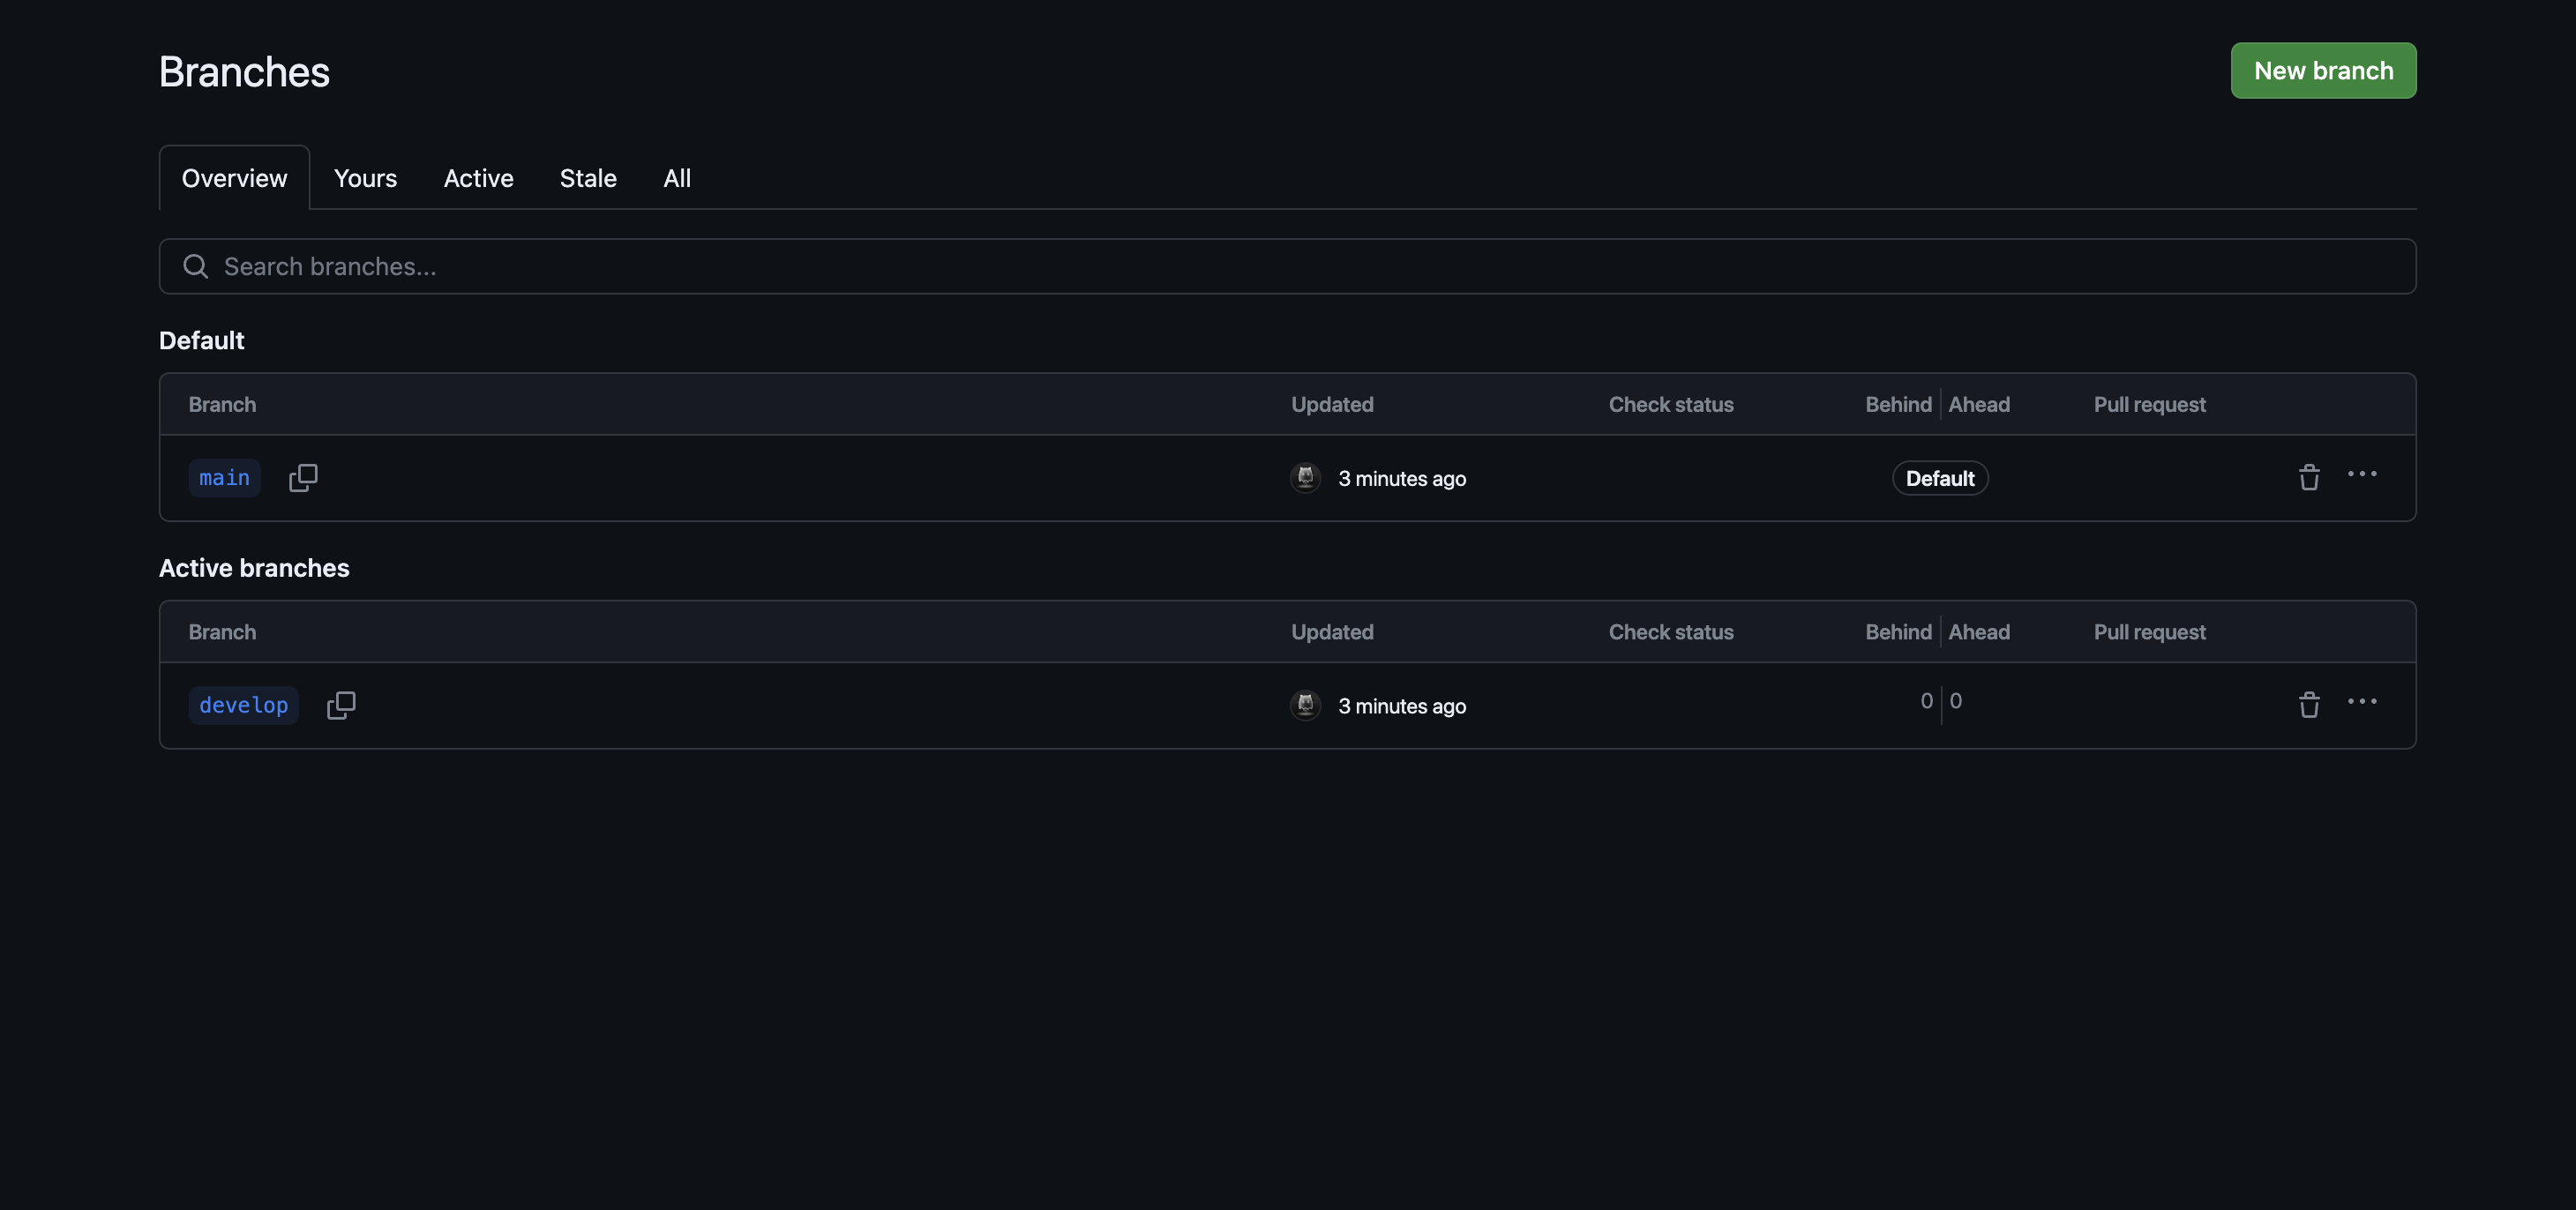 Branches
New branch
Overview Yours Active Stale All
Search branches...
Default
Branch Updated Check status Behind Ahead Pull request
main 3 minutes ago Default
Active branches
Branch Updated Check status Behind Ahead Pull request
develop 3 minutes ago 0 0